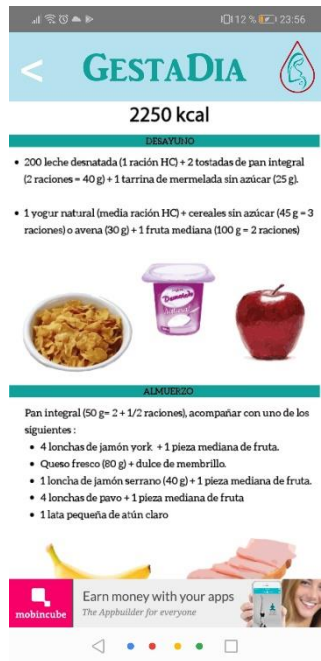 12 % 23:56
GESTADIA
2250 kcal
DESAYUNO
• 200 leche desnatada (1 ración HC) + 2 tostadas de pan integral
(2 raciones = 40 g) + 1 tarrina de mermelada sin azúcar (25 g).
• 1 yogur natural (media ración HC) + cereales sin azúcar (45 g = 3
raciones) o avena (30 g) + 1 fruta mediana (100 g = 2 raciones)
Desnatado
ALMUERZO
Pan integral (50 g= 2 + 1/2 raciones), acompañar con uno de los
siguientes :
• 4 lonchas de jamón york + 1 pieza mediana de fruta.
• Queso fresco (80 g) + dulce de membrillo.
• 1 loncha de jamón serrano (40 g) + 1 pieza mediana de fruta.
• 4 lonchas de pavo + 1 pieza mediana de fruta
• 1 lata pequeña de atún claro
mobincube
Earn money with your apps
The Appbuilder for everyone